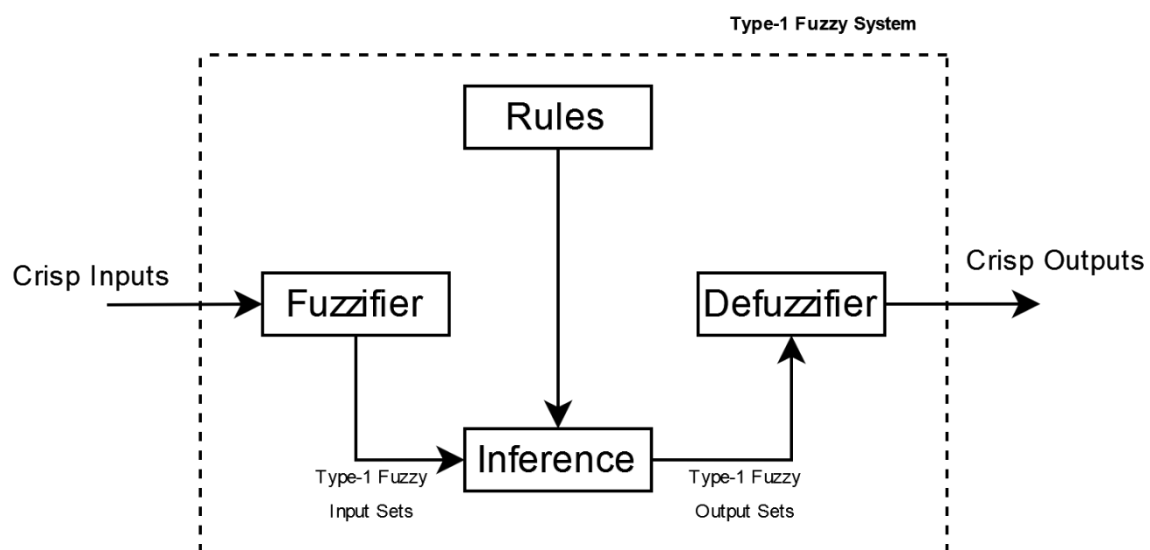 Type-1 Fuzzy System
Rules
Crisp Inputs
Crisp Outputs
Fuzzifier
Defuzzifier
Inference
Type-1 Fuzzy
Input Sets
Type-1 Fuzzy
Output Sets